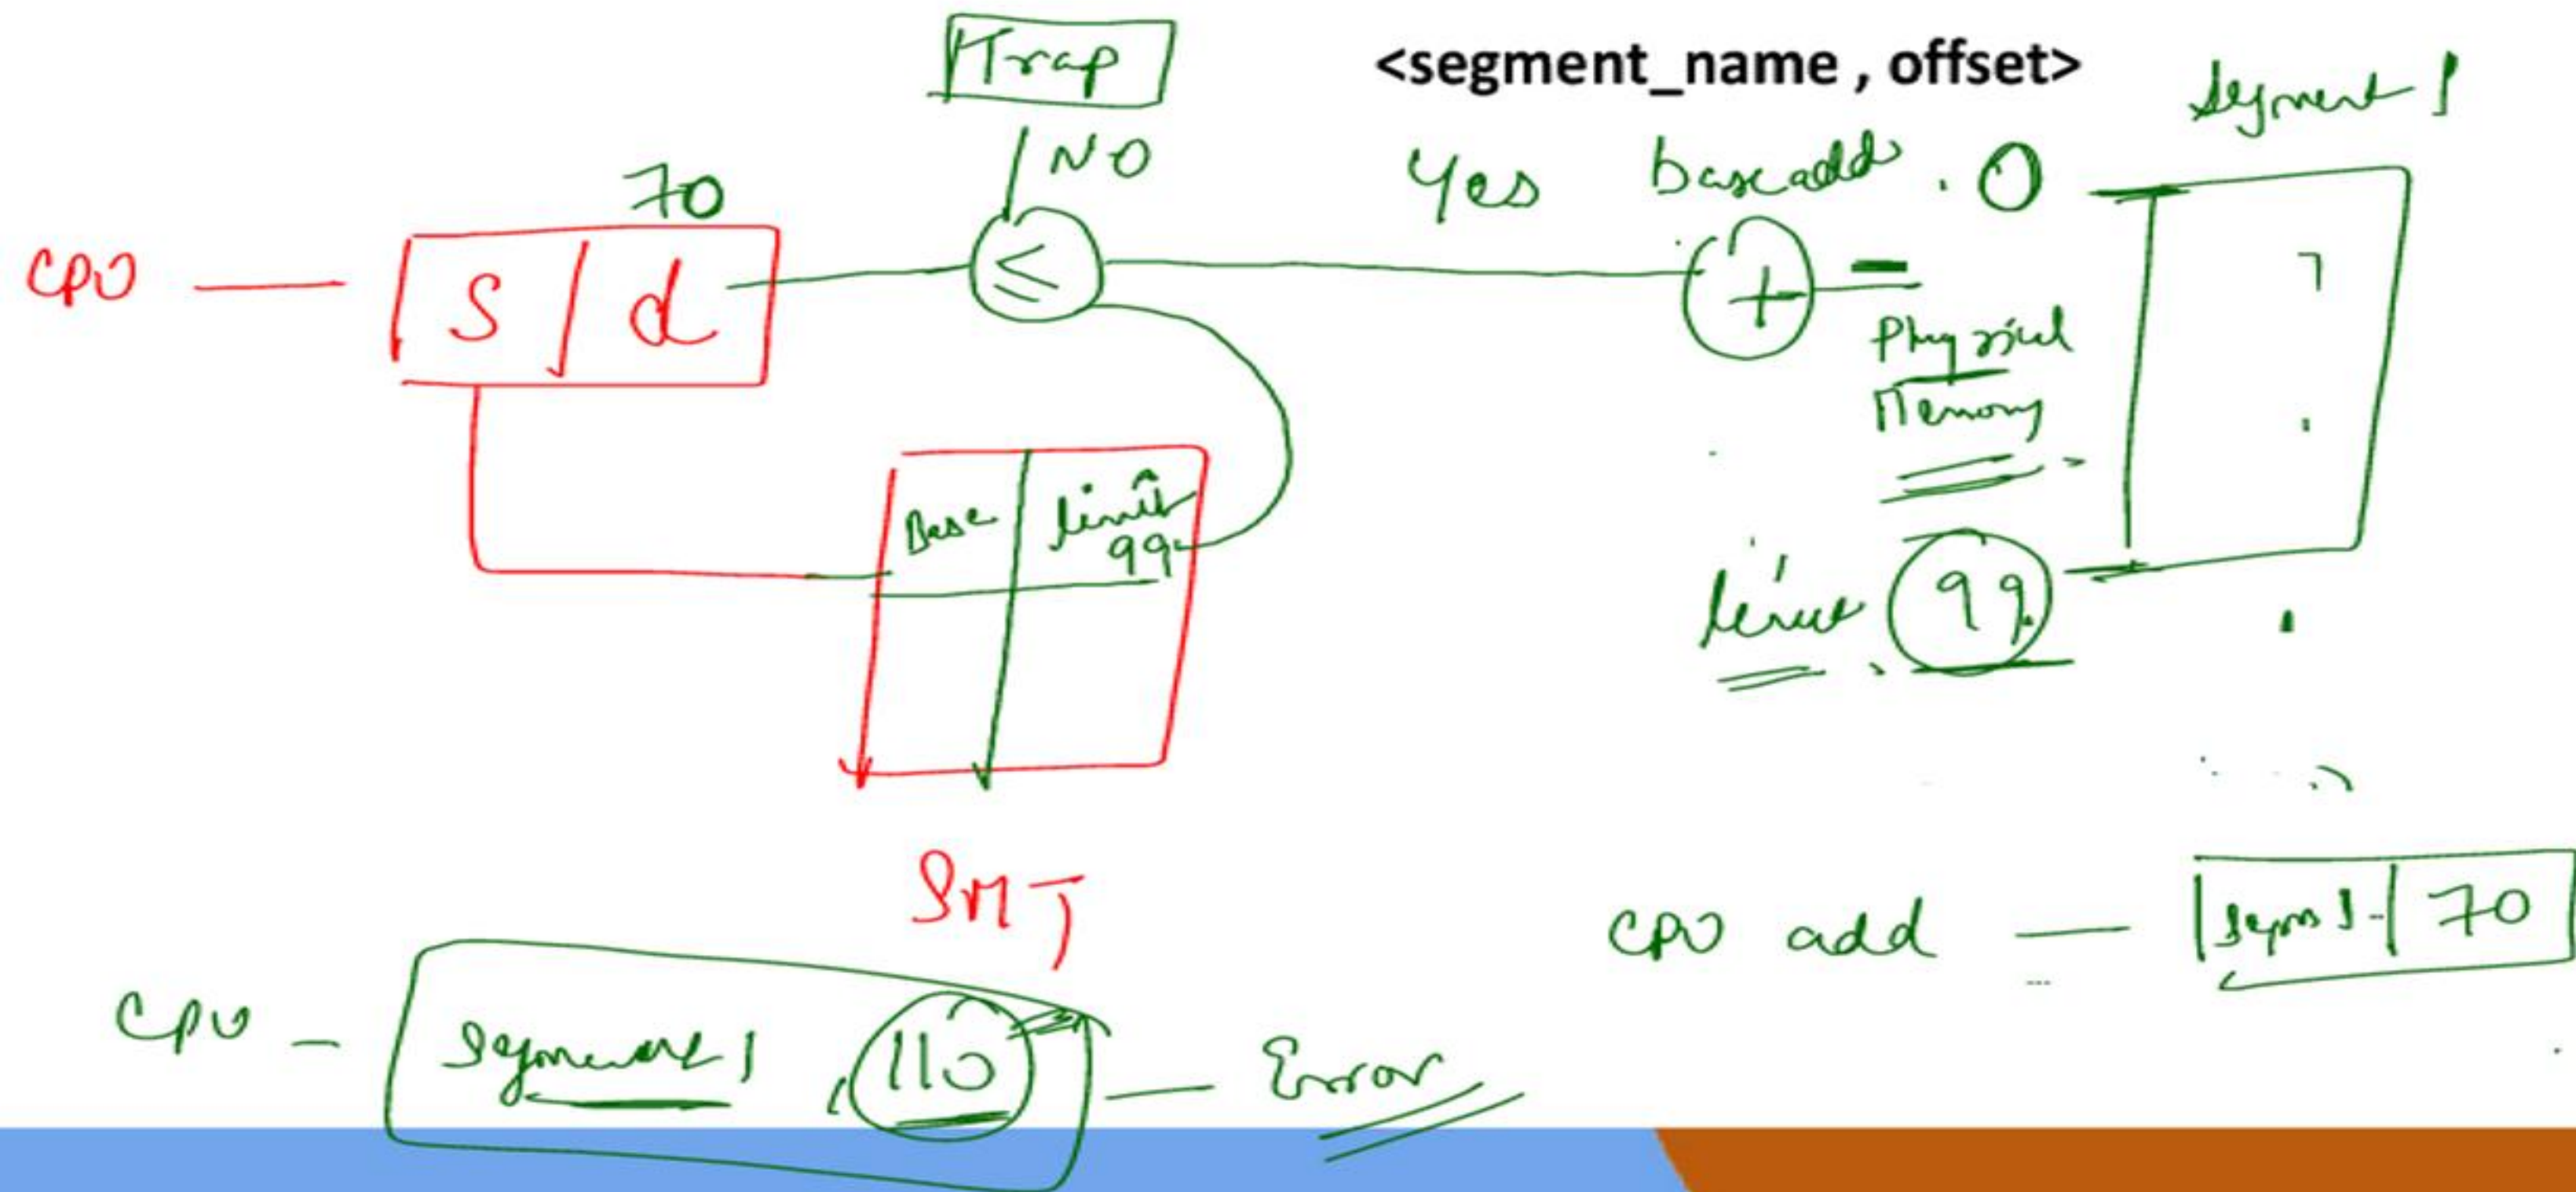 Trap
<segment_name , offset>
Segment 1
NO
Yes
base add . 0
70
CPU
S d
≤
+
Physical
Memory
Base limit
99
limit 99
SMT
CPU add — 70
CPU - Segment 1 , 110 — Error